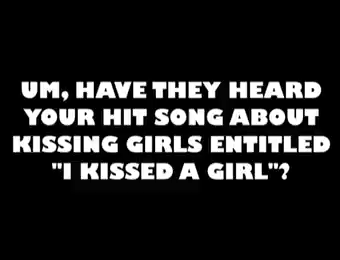 UM, HAVE THEY HEARD
YOUR HIT SONG ABOUT
KISSING GIRLS ENTITLED
"I KISSED A GIRL"?